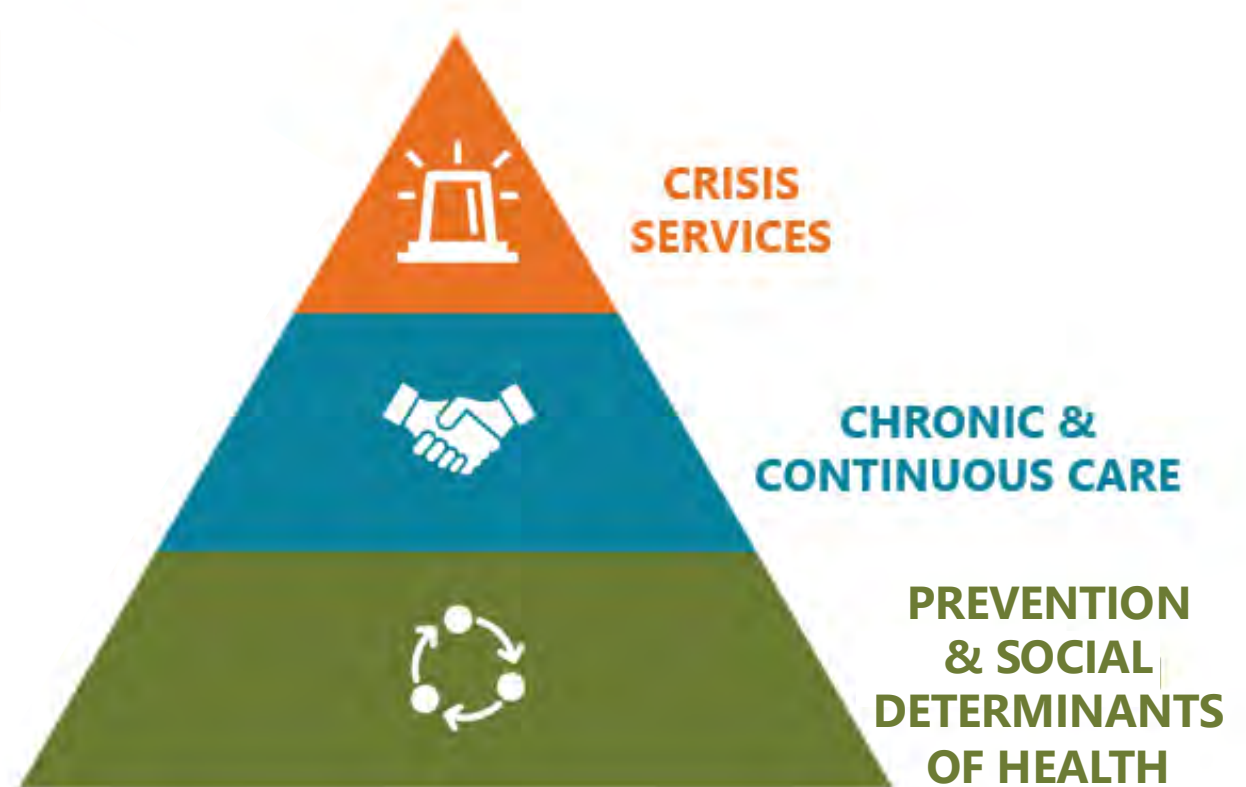 CRISIS
SERVICES
CHRONIC &
CONTINUOUS CARE
PREVENTION
& SOCIAL
DETERMINANTS
OF HEALTH